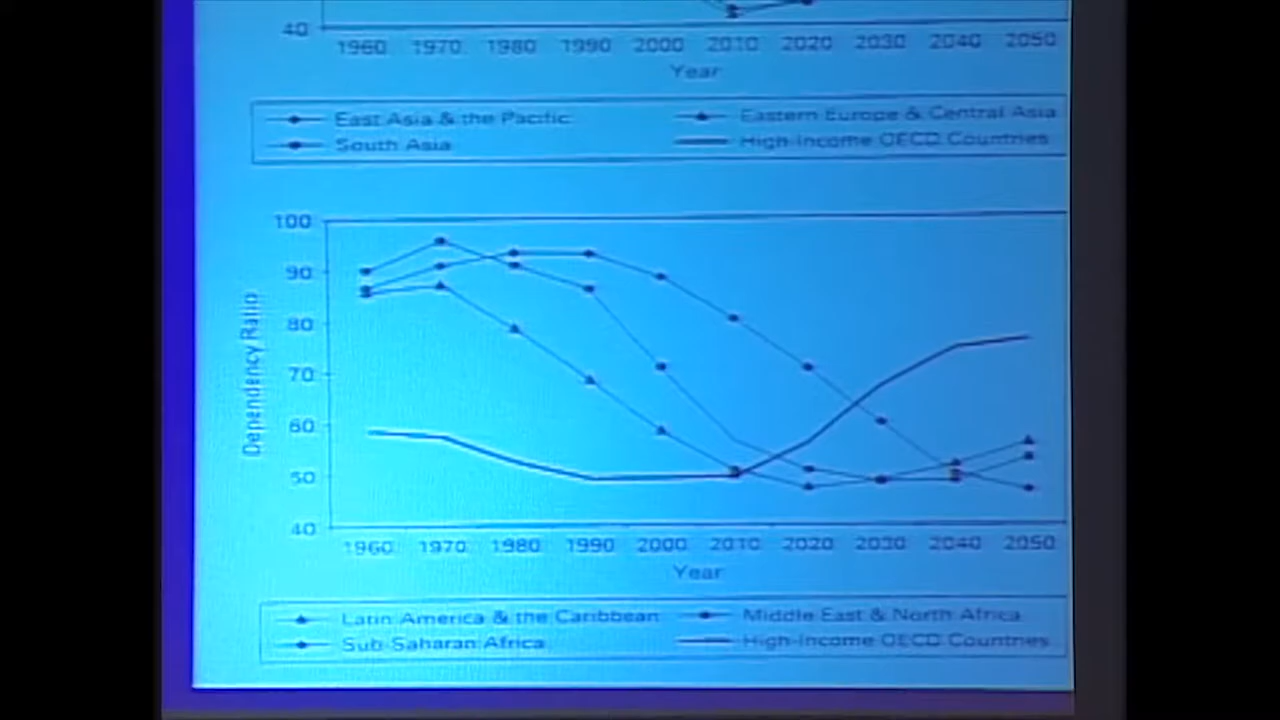 40
1960 1970 1980 1990 2000 2010 2020 2030 2040 2050
Year
East Asia & the Pacific Eastern Europe & Central Asia
South Asia High-Income OECD Countries
100
90
80
70
60
50
40
Dependency Ratio
1960 1970 1980 1990 2000 2010 2020 2030 2040 2050
Year
Latin America & the Caribbean Middle East & North Africa
Sub-Saharan Africa High-Income OECD Countries